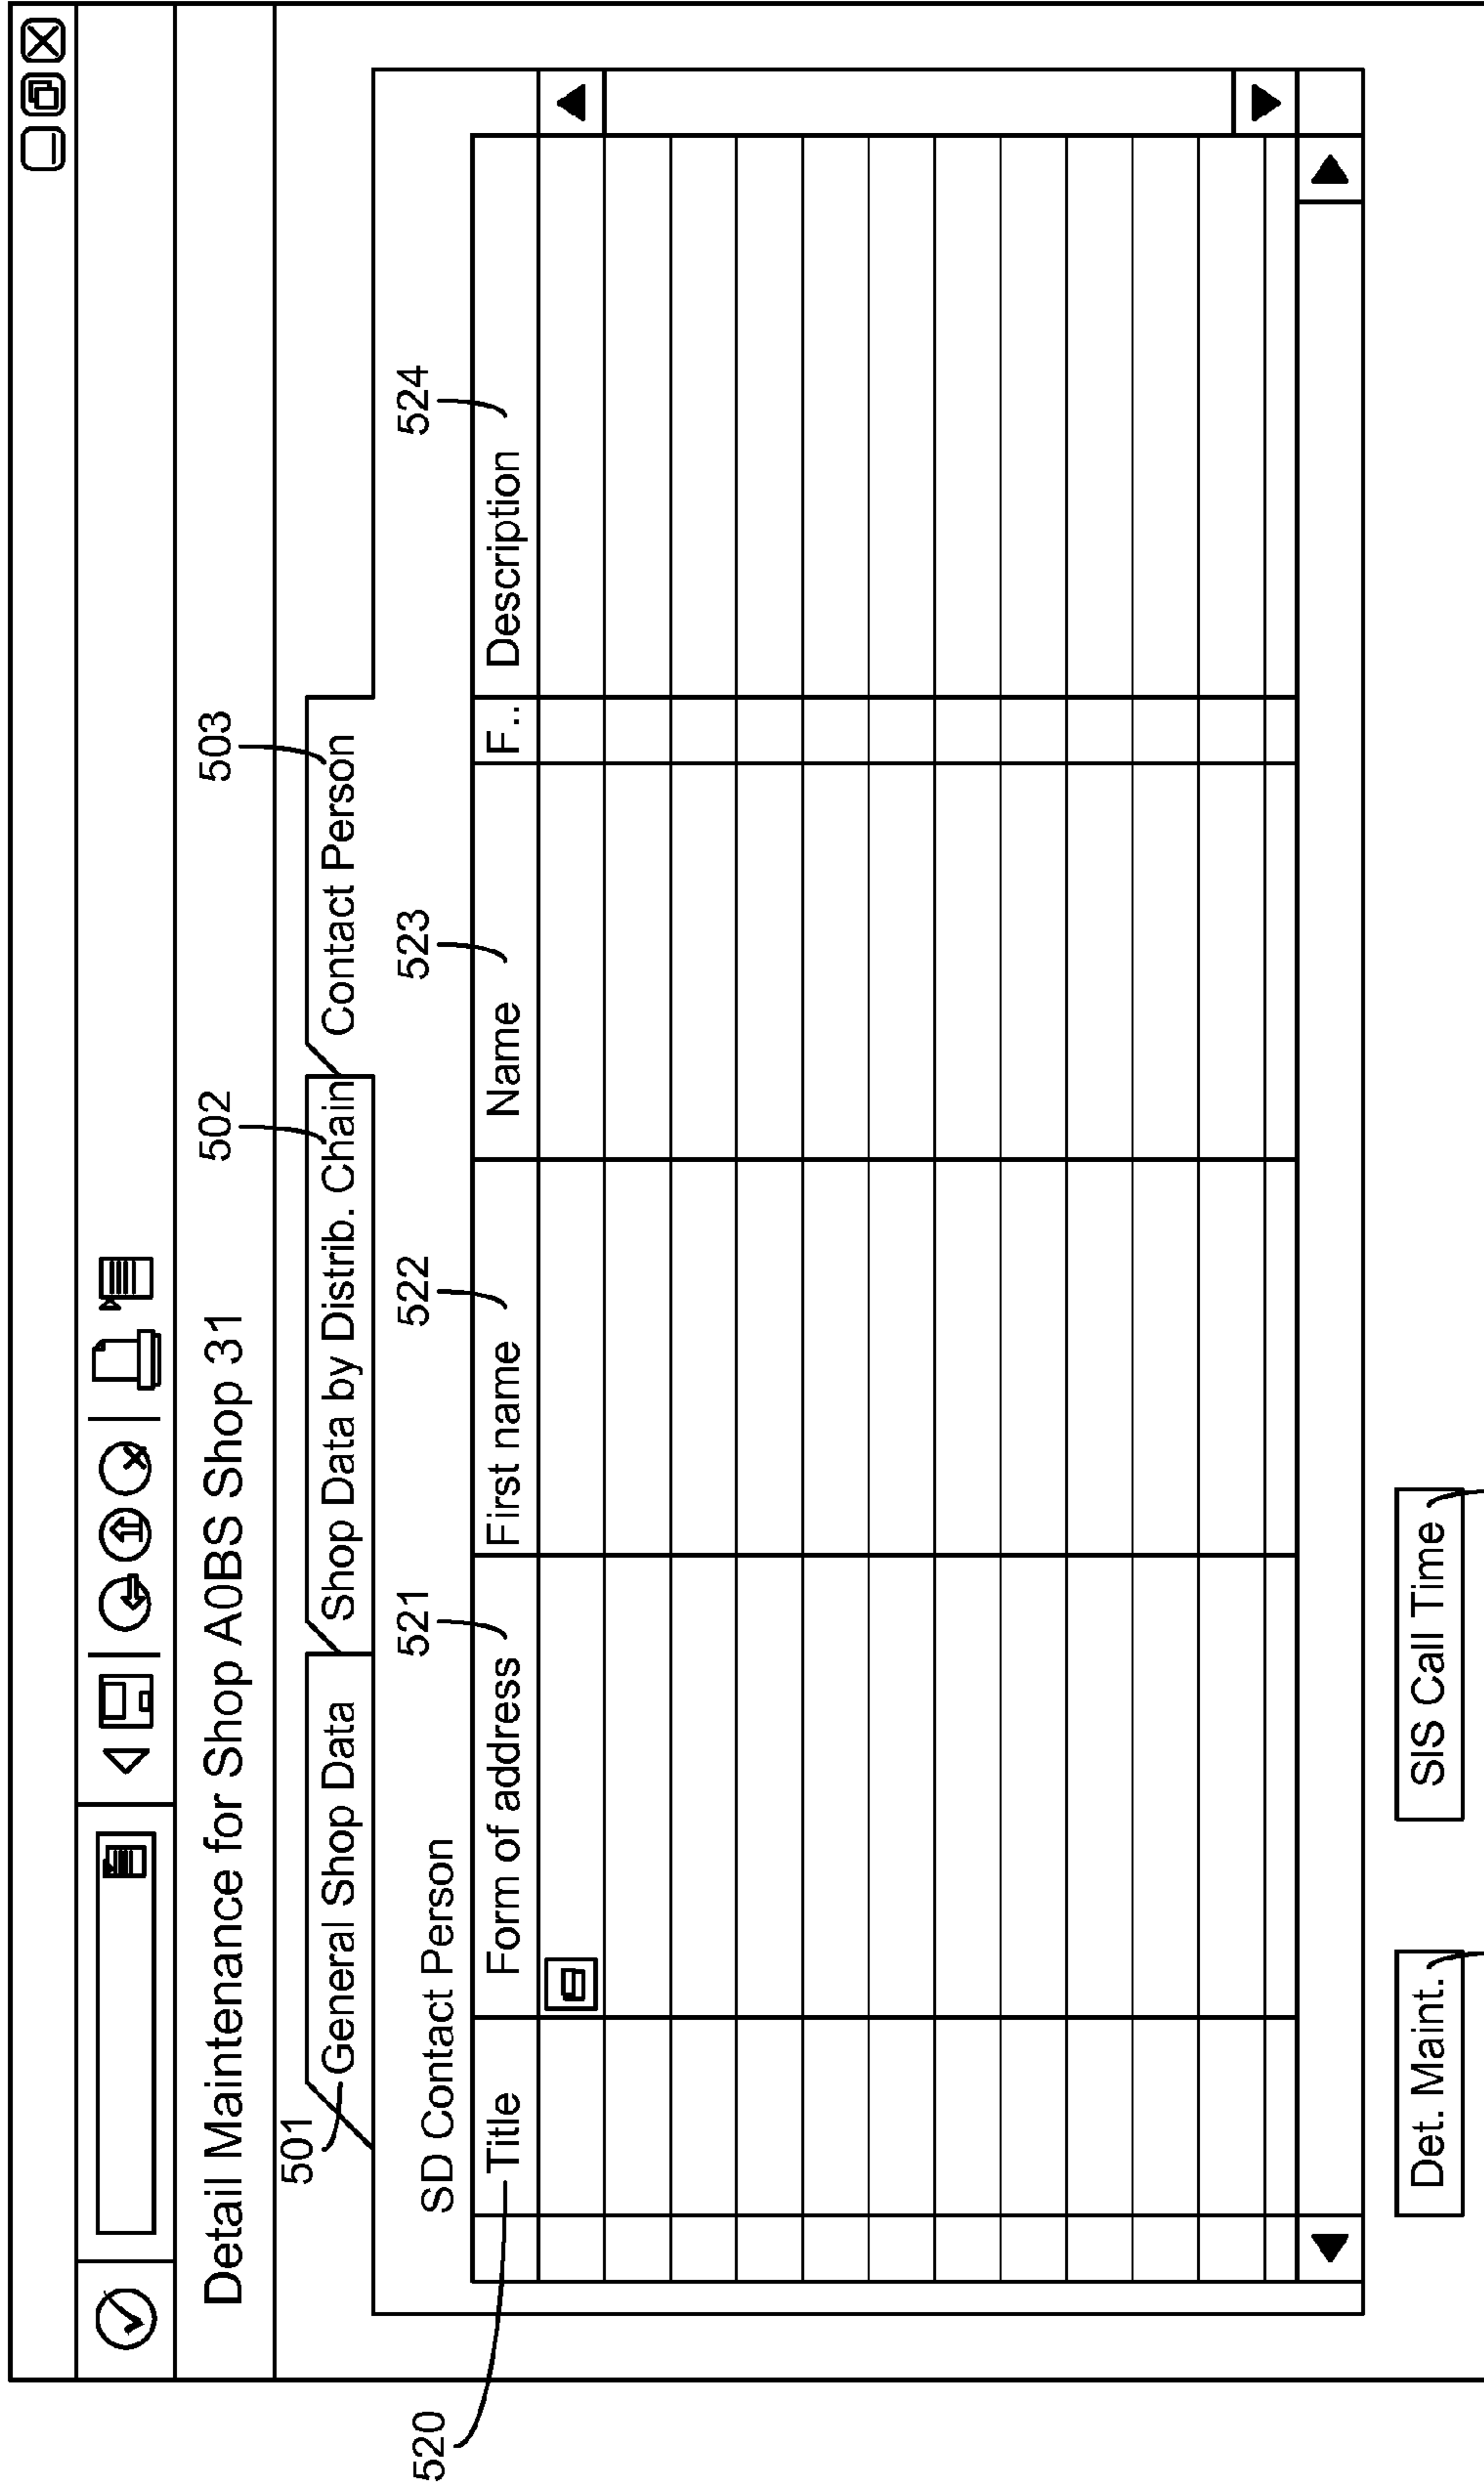 Detail Maintenance for Shop A0BS Shop 31
501
502
503
General Shop Data
Shop Data by Distrib. Chain
Contact Person
SD Contact Person
520
521
522
523
524
Title
Form of address
First name
Name
F..
Description
Det. Maint.
SIS Call Time